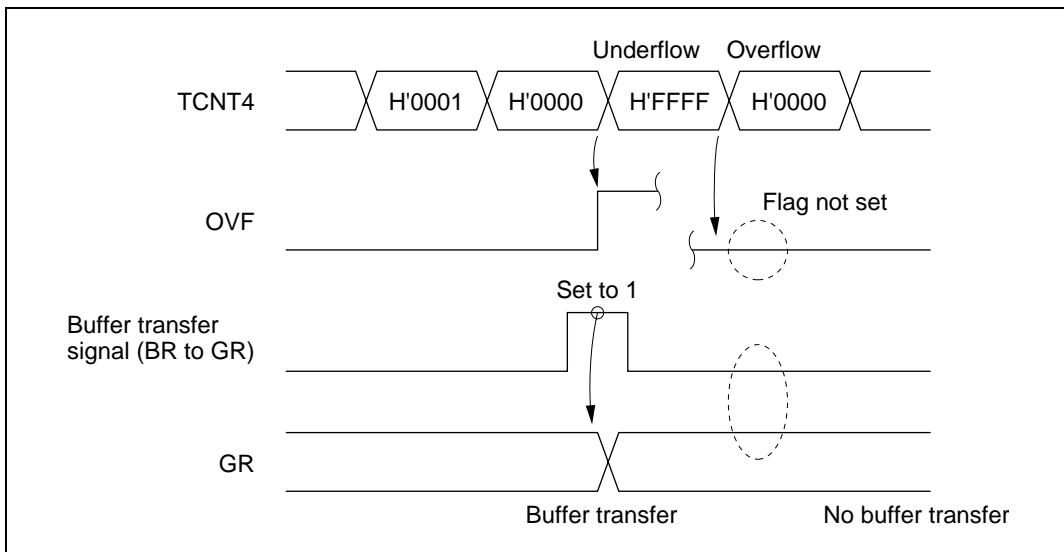 Underflow Overflow
TCNT4 H'0001 H'0000 H'FFFF H'0000
Flag not set
OVF
Set to 1
Buffer transfer
signal (BR to GR)
GR
Buffer transfer No buffer transfer